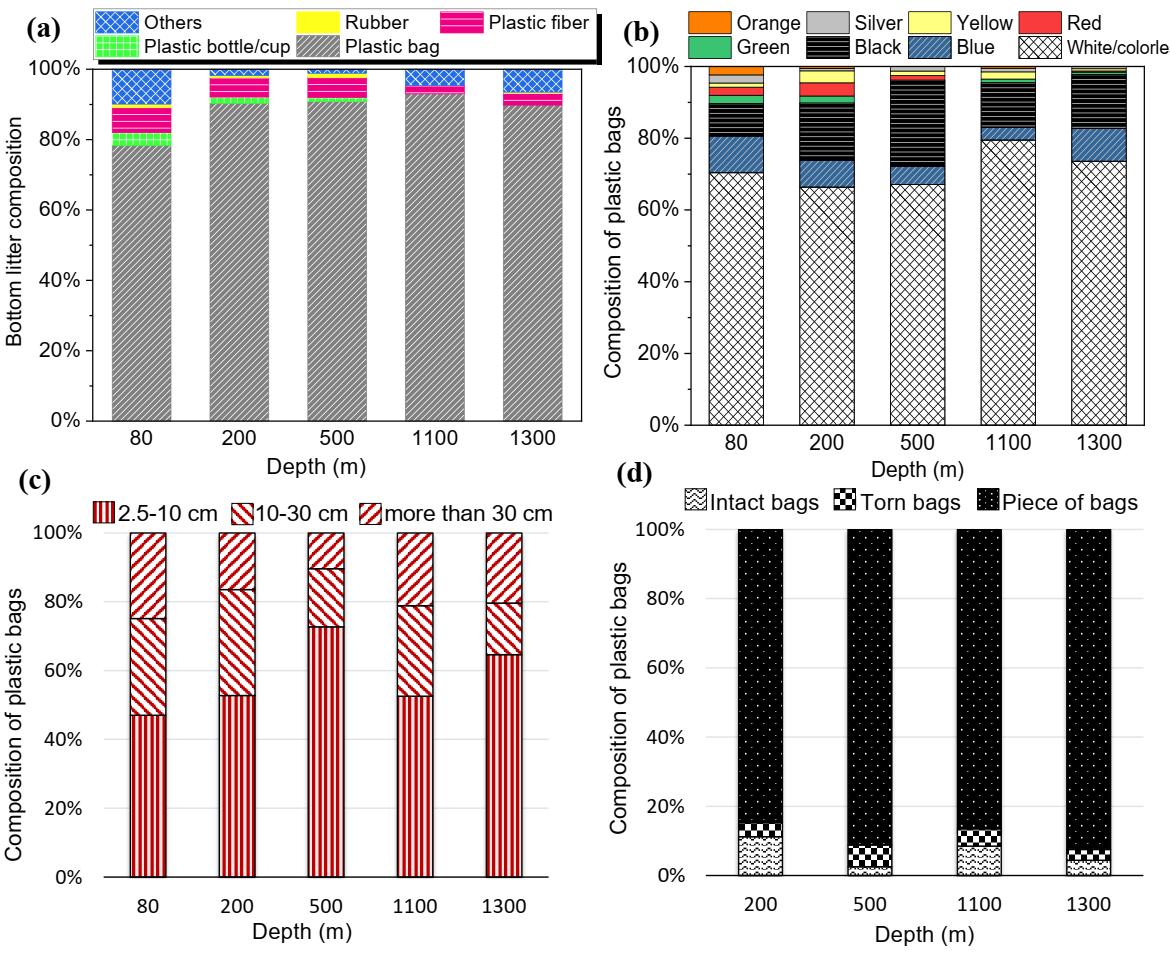 (a)
Others Rubber Plastic fiber
Plastic bottle/cup Plastic bag
100%
80%
60%
40%
20%
0%
Bottom litter composition
80 200 500 1100 1300
Depth (m)
(b)
Orange Silver Yellow Red
Green Black Blue White/colorle
100%
80%
60%
40%
20%
0%
Composition of plastic bags
80 200 500 1100 1300
Depth (m)
(c)
2.5-10 cm 10-30 cm more than 30 cm
100%
80%
60%
40%
20%
0%
Composition of plastic bags
80 200 500 1100 1300
Depth (m)
(d)
Intact bags Torn bags Piece of bags
100%
80%
60%
40%
20%
0%
Composition of plastic bags
200 500 1100 1300
Depth (m)